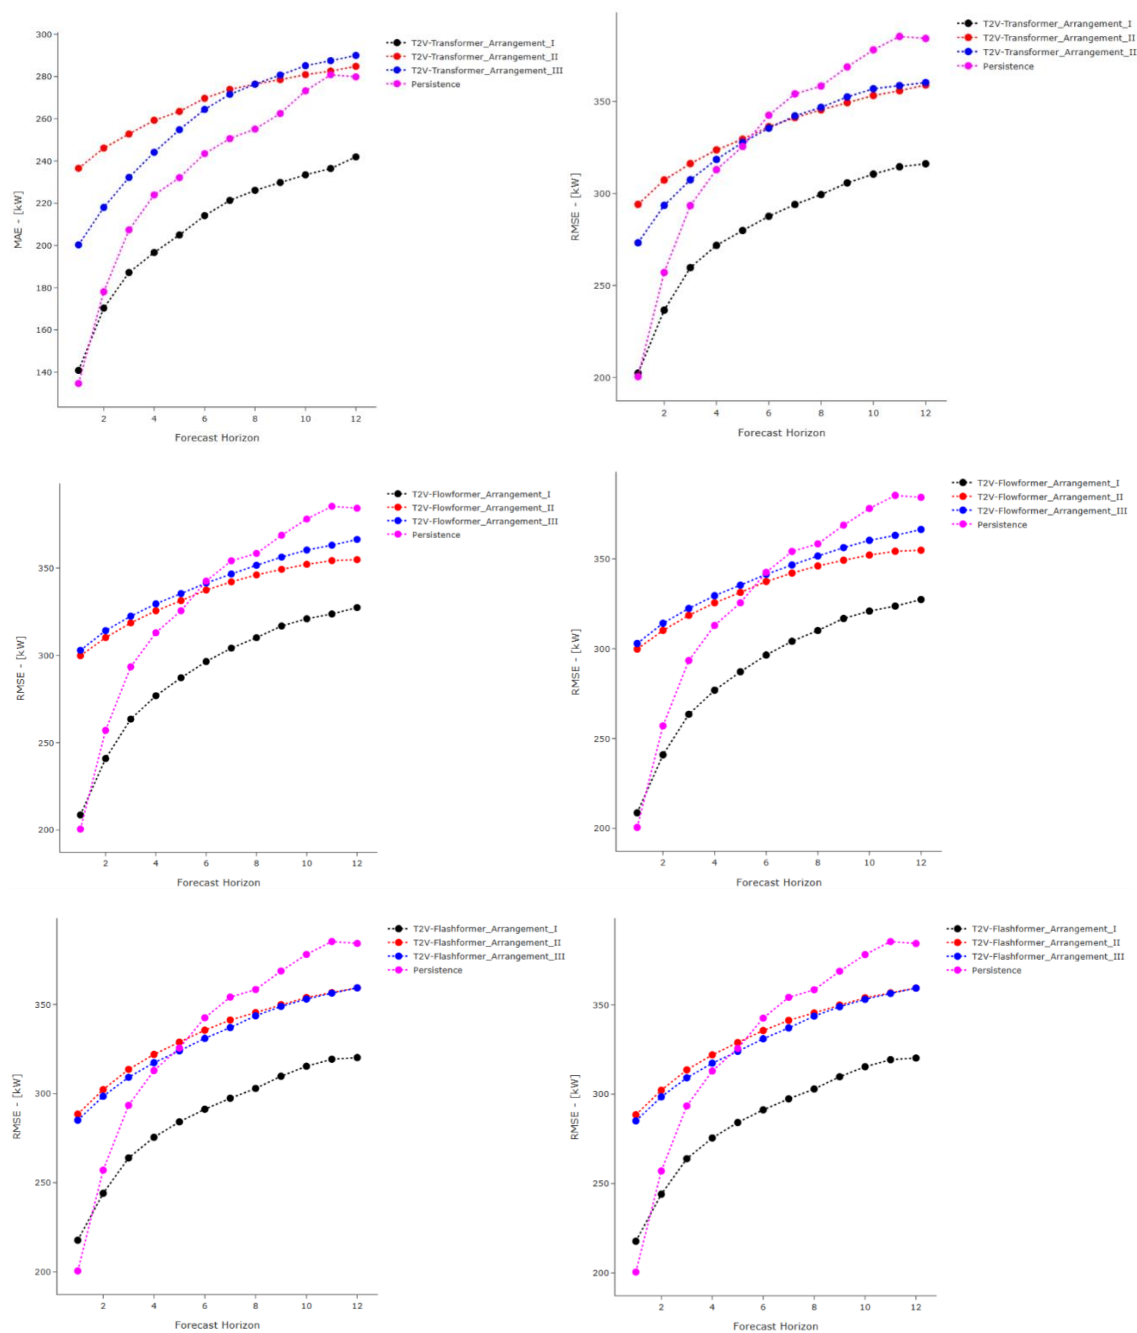 T2V-Transformer_Arrangement_I
T2V-Transformer_Arrangement_II
T2V-Transformer_Arrangement_III
Persistence
300
280
260
240
220
200
180
160
140
MAE - [kW]
2 4 6 8 10 12
Forecast Horizon
T2V-Transformer_Arrangement_I
T2V-Transformer_Arrangement_II
T2V-Transformer_Arrangement_II
Persistence
350
300
250
200
RMSE - [kW]
2 4 6 8 10 12
Forecast Horizon
T2V-Flowformer_Arrangement_I
T2V-Flowformer_Arrangement_II
T2V-Flowformer_Arrangement_III
Persistence
350
300
250
200
RMSE - [kW]
2 4 6 8 10 12
Forecast Horizon
T2V-Flowformer_Arrangement_I
T2V-Flowformer_Arrangement_II
T2V-Flowformer_Arrangement_III
Persistence
350
300
250
200
RMSE - [kW]
2 4 6 8 10 12
Forecast Horizon
T2V-Flashformer_Arrangement_I
T2V-Flashformer_Arrangement_II
T2V-Flashformer_Arrangement_III
Persistence
350
300
250
200
RMSE - [kW]
2 4 6 8 10 12
Forecast Horizon
T2V-Flashformer_Arrangement_I
T2V-Flashformer_Arrangement_II
T2V-Flashformer_Arrangement_III
Persistence
350
300
250
200
RMSE - [kW]
2 4 6 8 10 12
Forecast Horizon